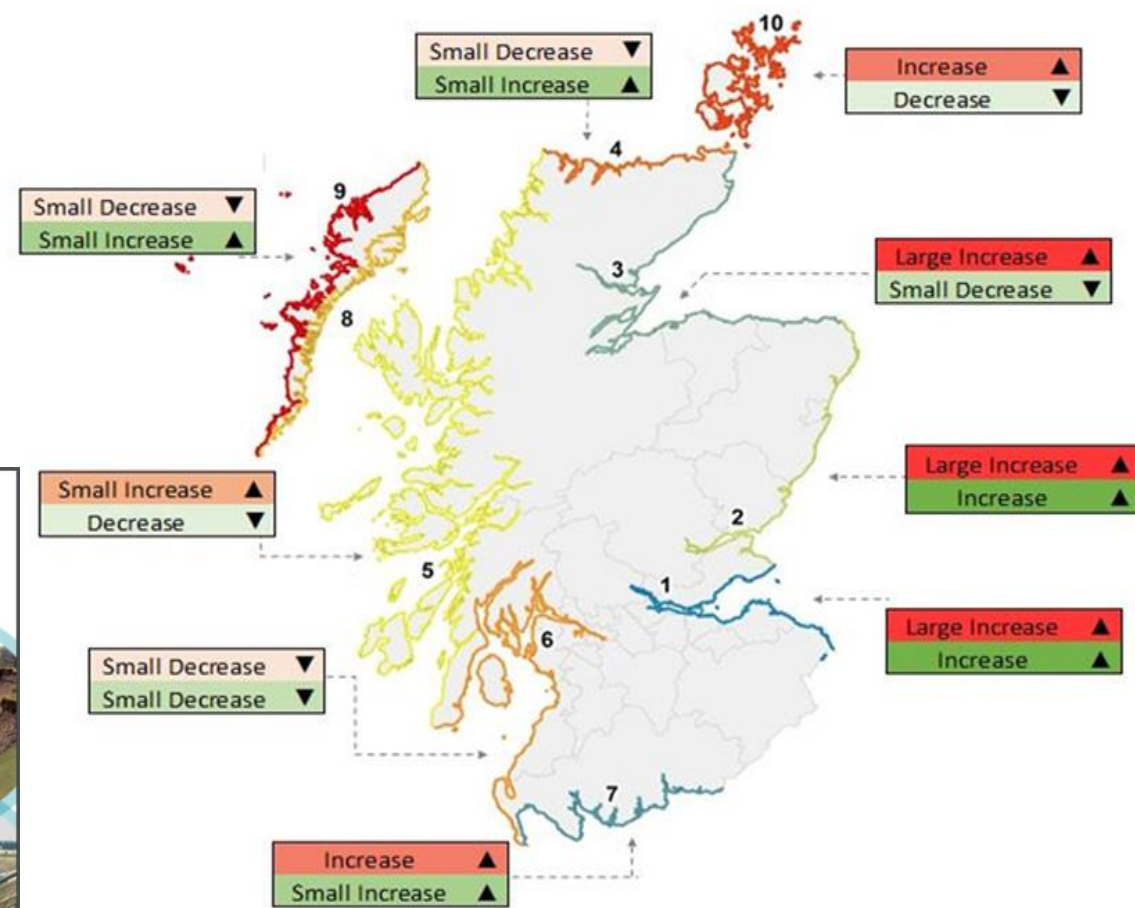 10
Small Decrease ▼
Small Increase ▲
Increase ▲
Decrease ▼
4
9
Small Decrease ▼
Small Increase ▲
3
Large Increase ▲
Small Decrease ▼
8
Large Increase ▲
Increase ▲
Small Increase ▲
Decrease ▼
2
5
1
6
Large Increase ▲
Increase ▲
Small Decrease ▼
Small Decrease ▼
7
Increase ▲
Small Increase ▲